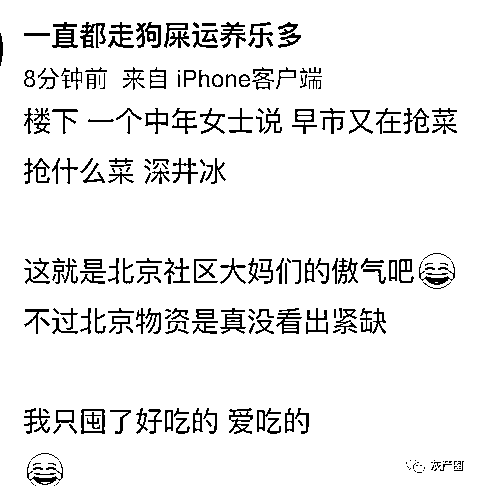 一直都走狗屎运养乐多
8分钟前 来自 iPhone客户端
楼下 一个中年女士说 早市又在抢菜
抢什么菜 深井冰
这就是北京社区大妈们的傲气吧😂
不过北京物资是真没看出紧缺
我只囤了好吃的 爱吃的
😂
灰产圈